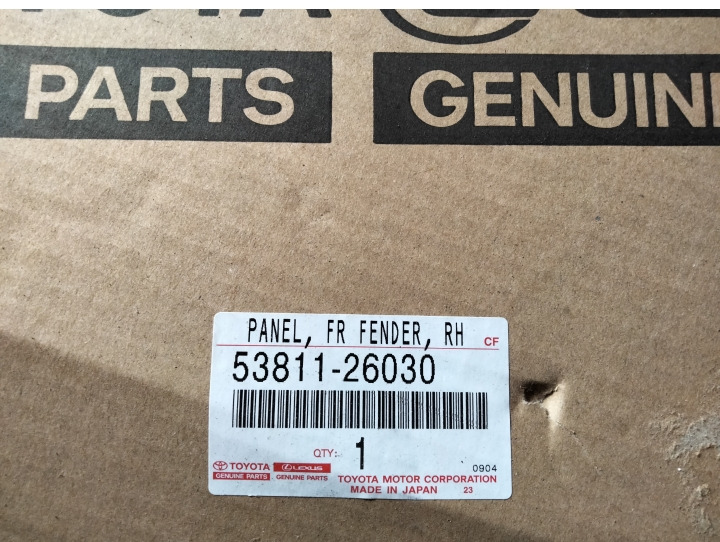 TOYOTA
PARTS GENUIN
PANEL, FR FENDER, RH CF
53811-26030
QTY: 1
TOYOTA LEXUS 0904
GENUINE PARTS GENUINE PARTS TOYOTA MOTOR CORPORATION
MADE IN JAPAN 23